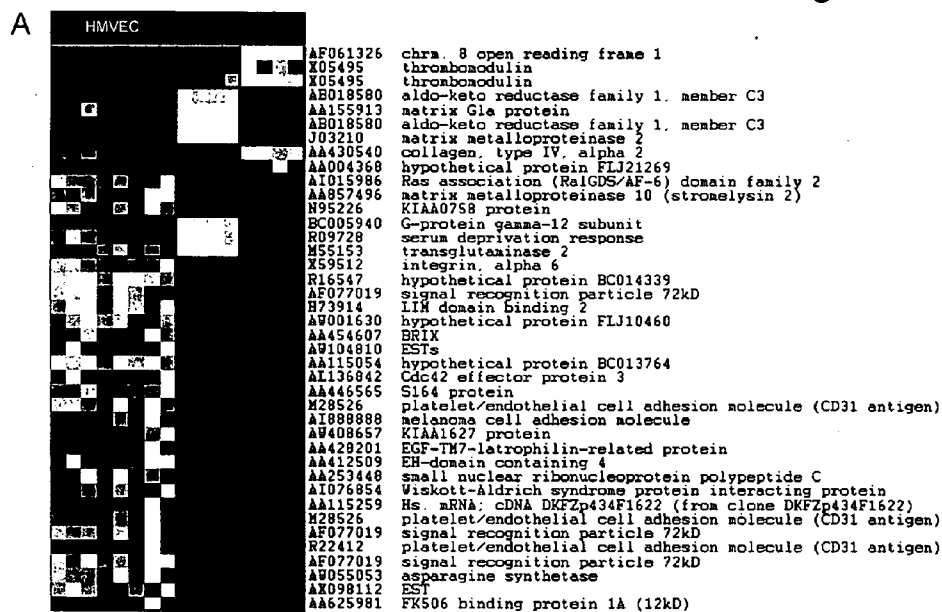 A
HMVEC
AF061326 chrm. 8 open reading frame 1
X05495 thrombomodulin
X05495 thrombomodulin
AB018580 aldo-keto reductase family 1, member C3
AA155913 matrix Gla protein
AB018580 aldo-keto reductase family 1, member C3
J03210 matrix metalloproteinase 2
AA430540 collagen, type IV, alpha 2
AA004368 hypothetical protein FLJ21269
AI015986 Ras association (RalGDS/AF-6) domain family 2
AA857496 matrix metalloproteinase 10 (stromelysin 2)
N95226 KIAA0758 protein
BC005940 G-protein gamma-12 subunit
R09728 serum deprivation response
M55153 transglutaminase 2
X59512 integrin, alpha 6
R16547 hypothetical protein BC014339
AF077019 signal recognition particle 72kD
H73914 LIM domain binding 2
AW001630 hypothetical protein FLJ10460
AA454607 BRIX
AW104810 ESTs
AA115054 hypothetical protein BC013764
AL136842 Cdc42 effector protein 3
AA446565 S164 protein
M28526 platelet/endothelial cell adhesion molecule (CD31 antigen)
AI888888 melanoma cell adhesion molecule
AW408657 KIAA1627 protein
AA428201 EGF-TM7-latrophilin-related protein
AA412509 EH-domain containing 4
AA253448 small nuclear ribonucleoprotein polypeptide C
AI076854 Wiskott-Aldrich syndrome protein interacting protein
AA115259 Hs. mRNA; cDNA DKFZp434F1622 (from clone DKFZp434F1622)
M28526 platelet/endothelial cell adhesion molecule (CD31 antigen)
AF077019 signal recognition particle 72kD
R22412 platelet/endothelial cell adhesion molecule (CD31 antigen)
AF077019 signal recognition particle 72kD
AW055053 asparagine synthetase
AX098112 EST
AA625981 FK506 binding protein 1A (12kD)